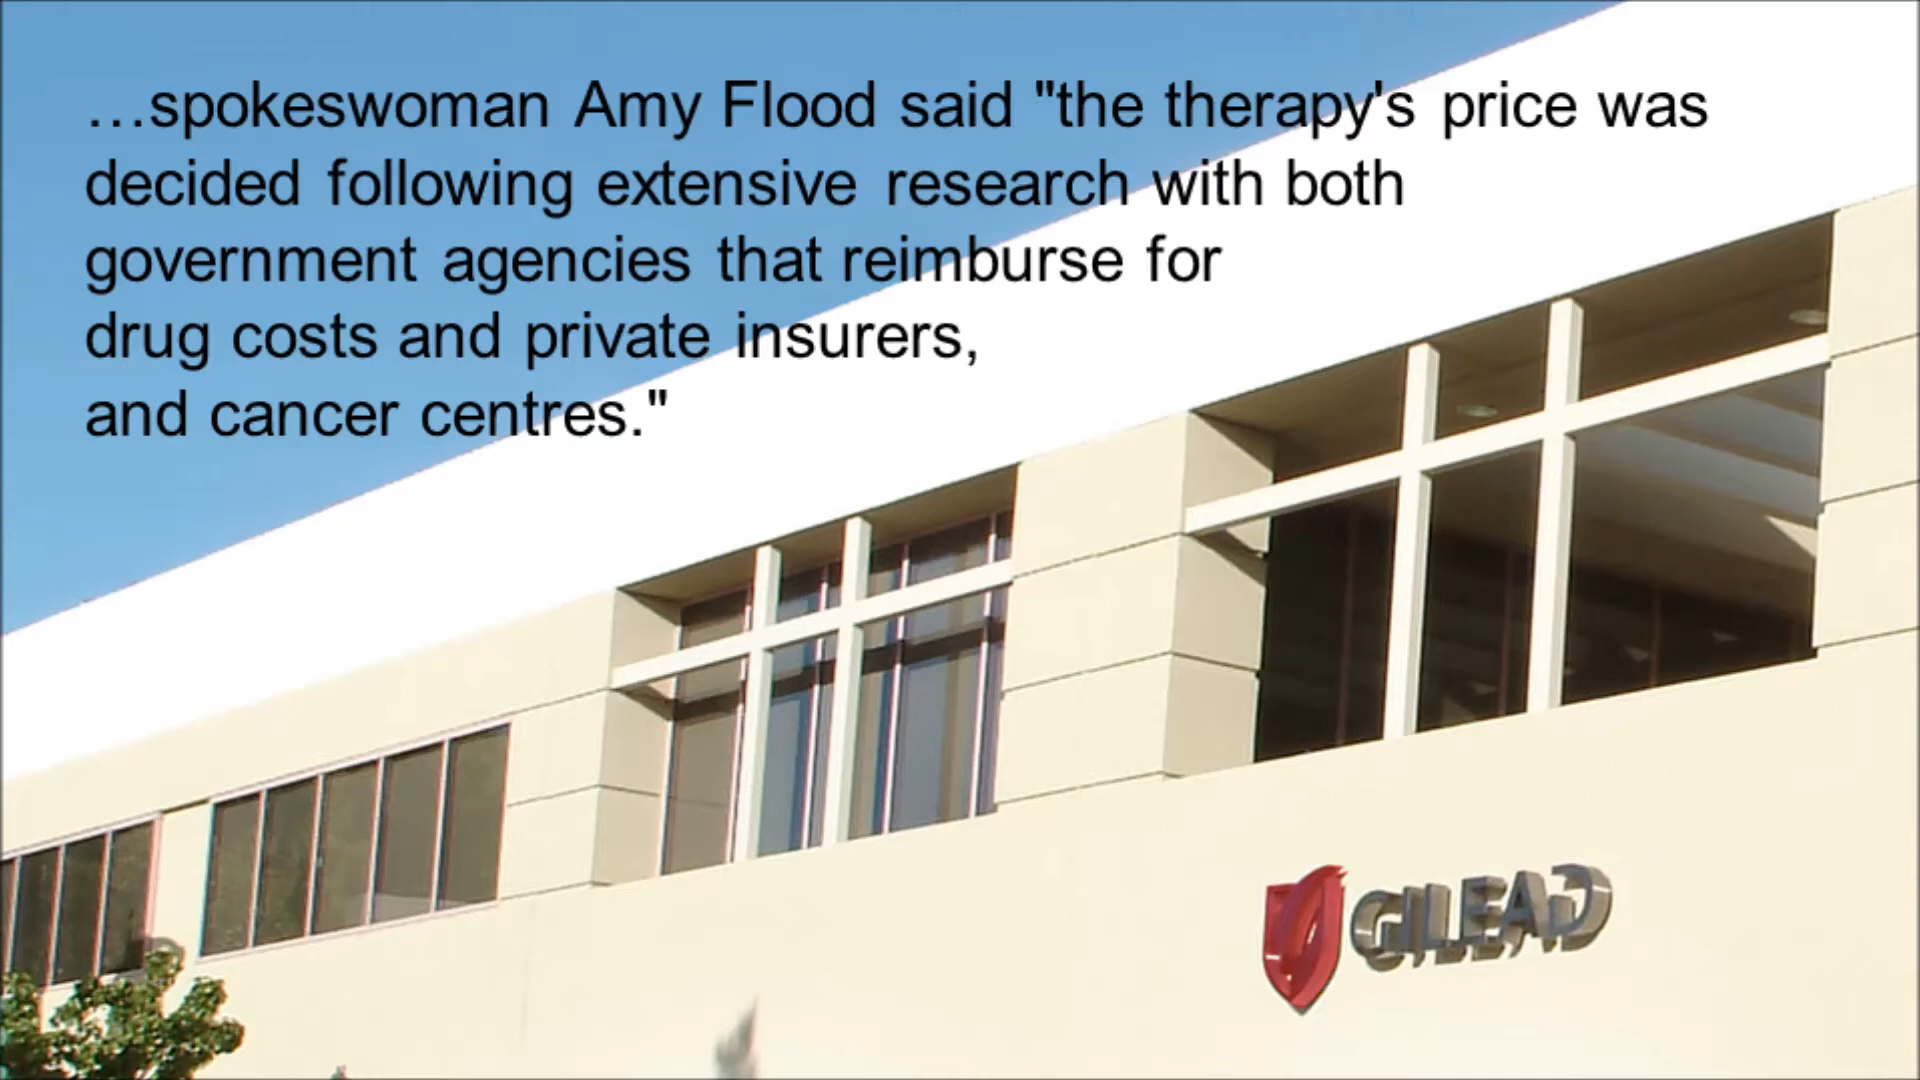 …spokeswoman Amy Flood said "the therapy's price was
decided following extensive research with both
government agencies that reimburse for
drug costs and private insurers,
and cancer centres."
GILEAD